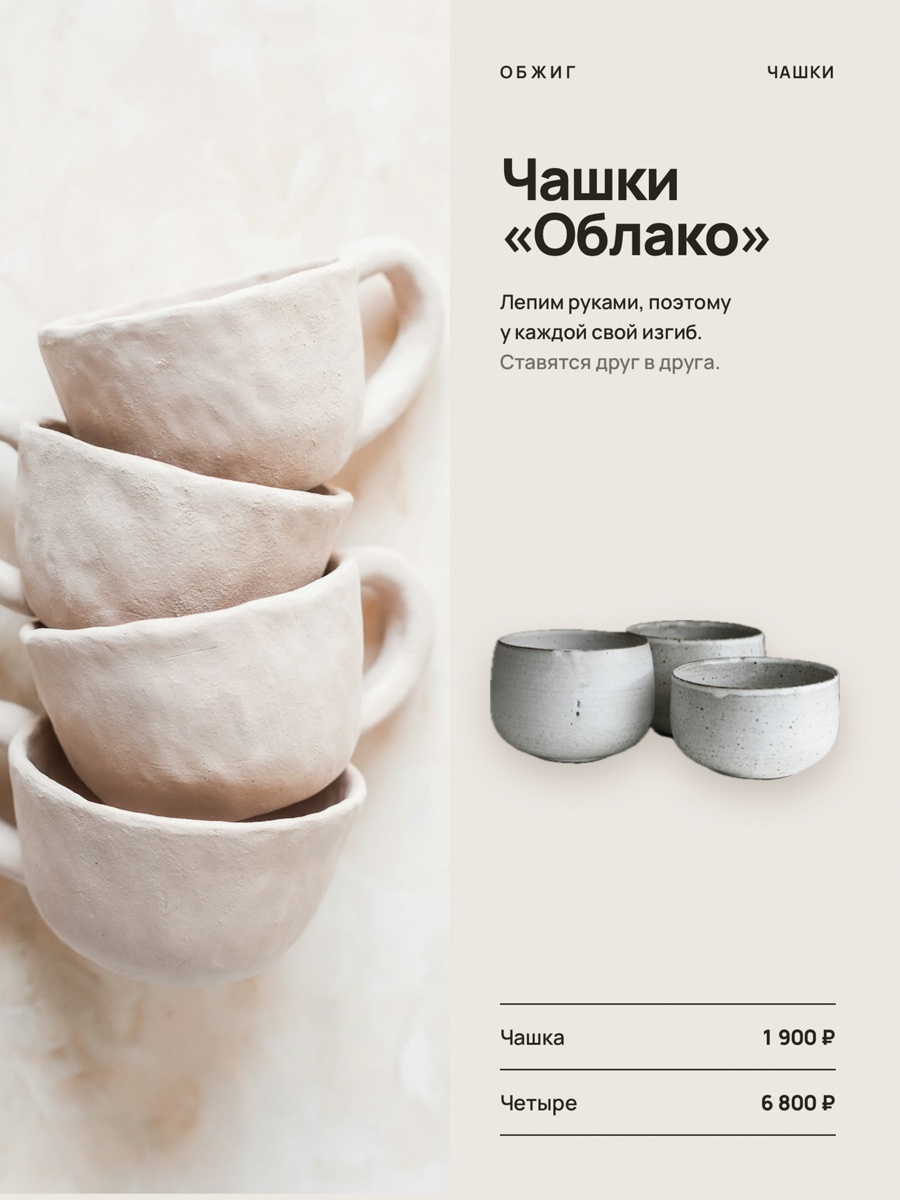 ОБЖИГ
ЧАШКИ
Чашки
«Облако»
Лепим руками, поэтому
у каждой свой изгиб.
Ставятся друг в друга.
Чашка 1 900 ₽
Четыре 6 800 ₽